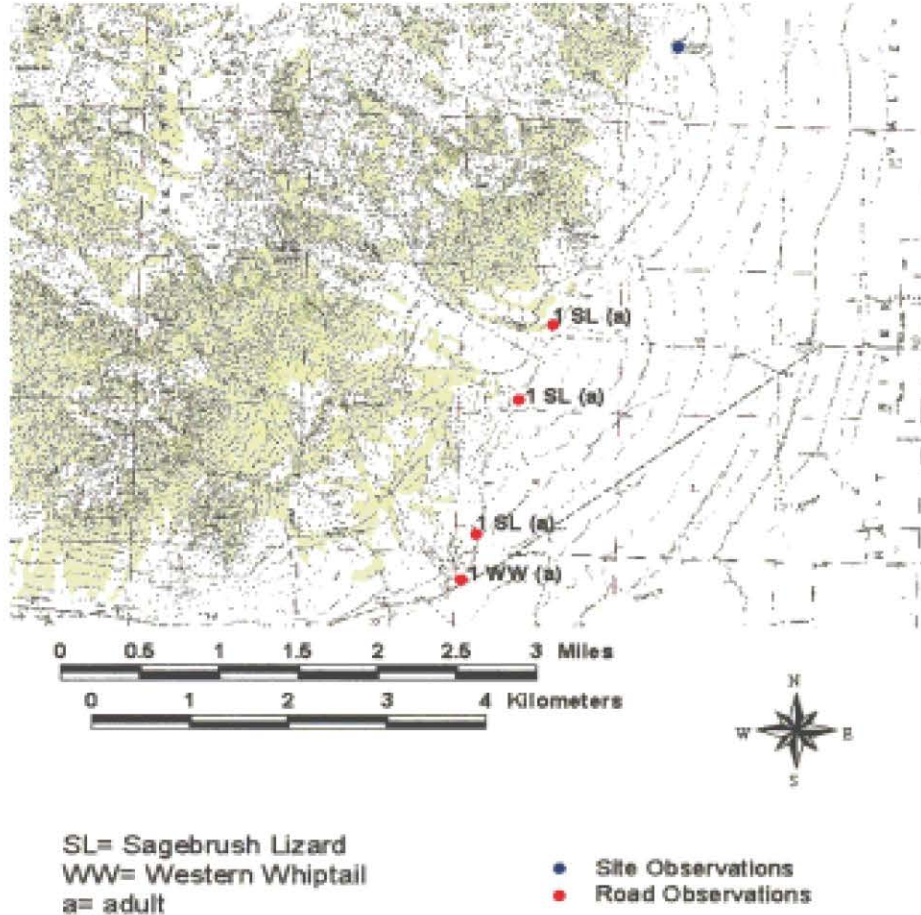 1 SL (a)
1 SL (a)
1 SL (a)
1 WW (a)
0 0.5 1 1.5 2 2.5 3 Miles
0 1 2 3 4 Kilometers
N
W E
S
SL= Sagebrush Lizard
WW= Western Whiptail
a= adult
Site Observations
Road Observations